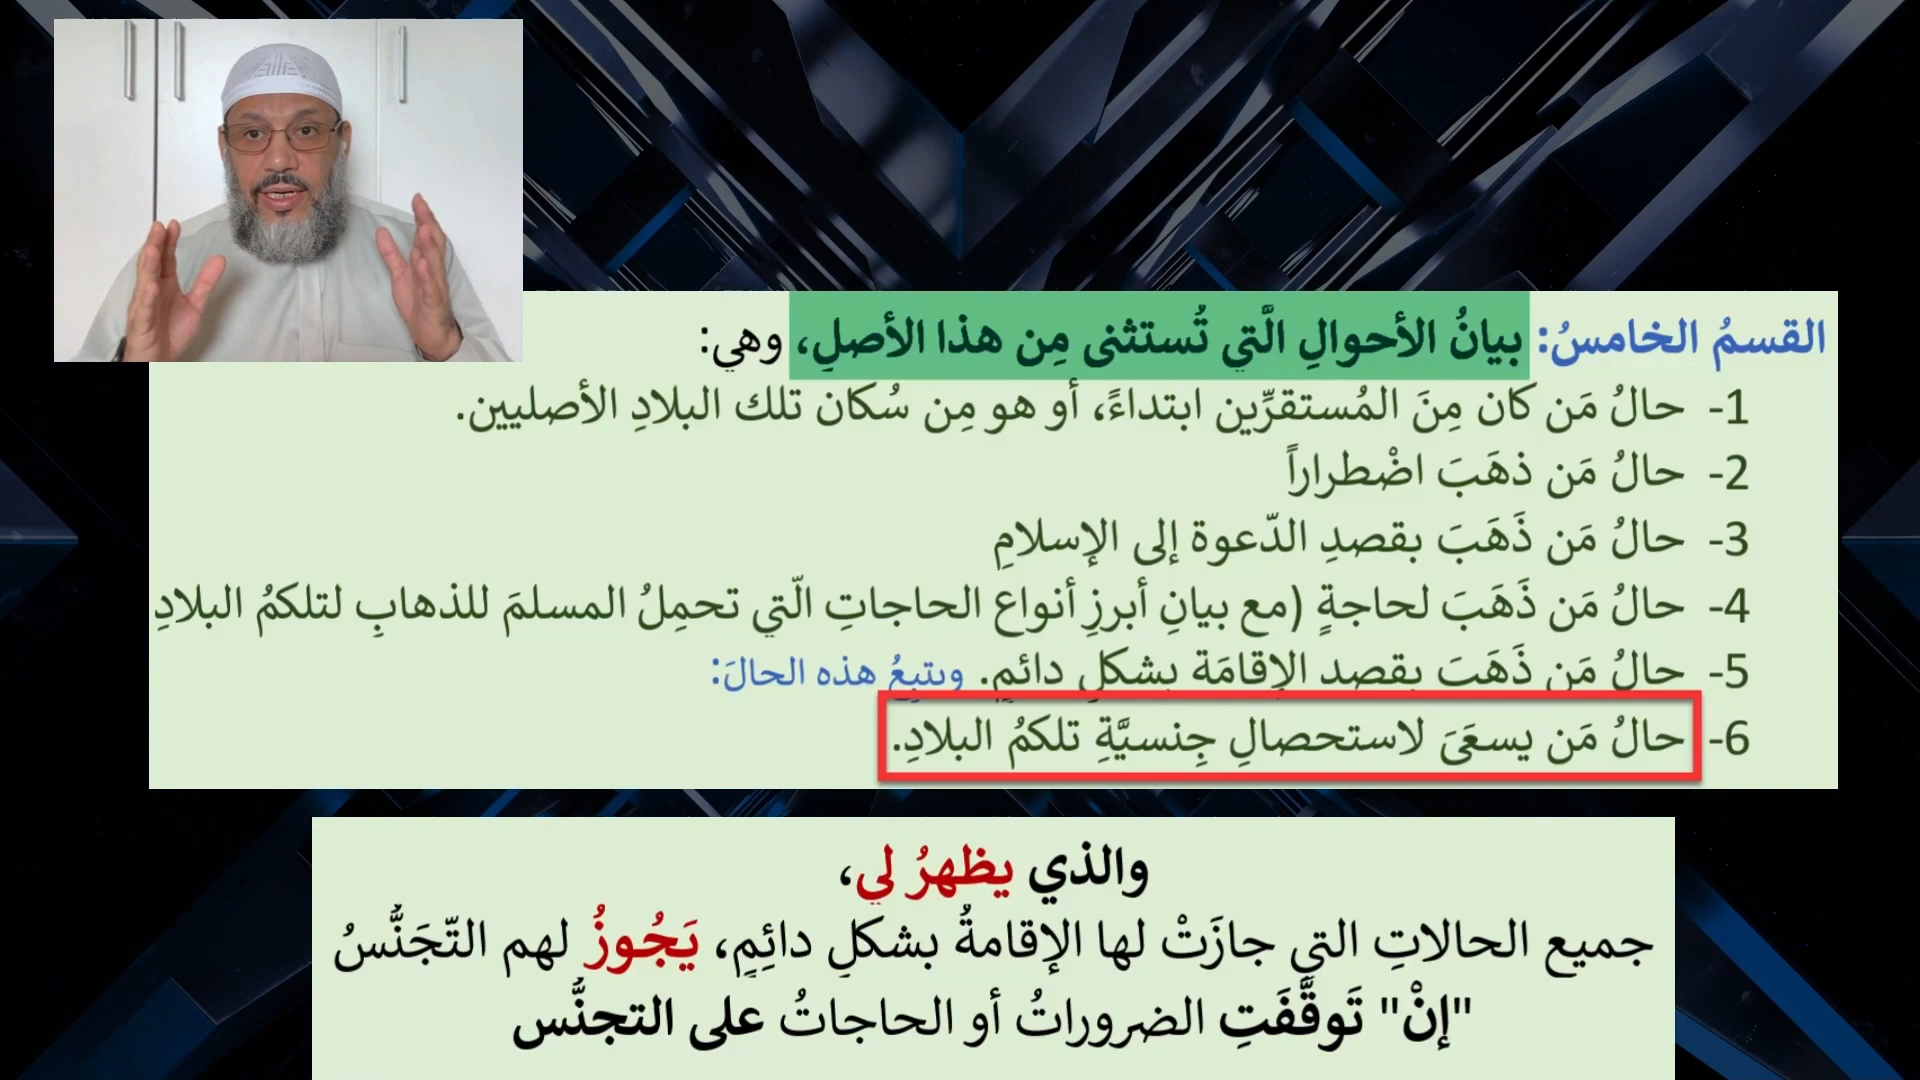 القسمُ الخامسُ: بيانُ الأحوالِ الَّتي تُستثنى مِن هذا الأصلِ، وهي:
1- حالُ مَن كان مِنَ المُستقرِّين ابتداءً، أو هو مِن سُكان تلك البلادِ الأصليين.
2- حالُ مَن ذهَبَ اضْطراراً
3- حالُ مَن ذَهَبَ بقصدِ الدّعوة إلى الإسلامِ
4- حالُ مَن ذَهَبَ لحاجةٍ (مع بيانِ أبرزِ أنواع الحاجاتِ الّتي تحمِلُ المسلمَ للذهابِ لتلكمُ البلادِ
5- حالُ مَن ذَهَبَ بقصد الإقامَة بشكلٍ دائمٍ. ويتبعُ هذه الحالَ:
6- حالُ مَن يسعَىَ لاستحصالِ جِنسيَّةِ تلكمُ البلادِ.
والذي يظهرُ لي،
جميع الحالاتِ التي جازَتْ لها الإقامةُ بشكلٍ دائِمٍ، يَجُوزُ لهم التّجَنُّسُ
"إنْ" تَوقَّفَتِ الضروراتُ أو الحاجاتُ على التجنُّس